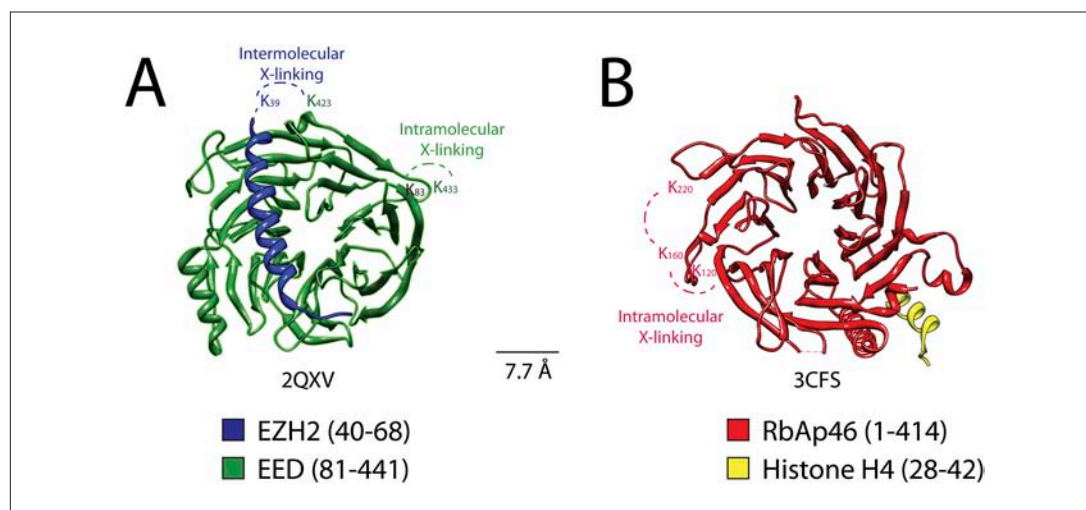 A
Intermolecular
X-linking
K39
K423
Intramolecular
X-linking
K83
K433
2QXV
7.7 Å
EZH2 (40-68)
EED (81-441)
B
K220
K160
K120
Intramolecular
X-linking
3CFS
RbAp46 (1-414)
Histone H4 (28-42)